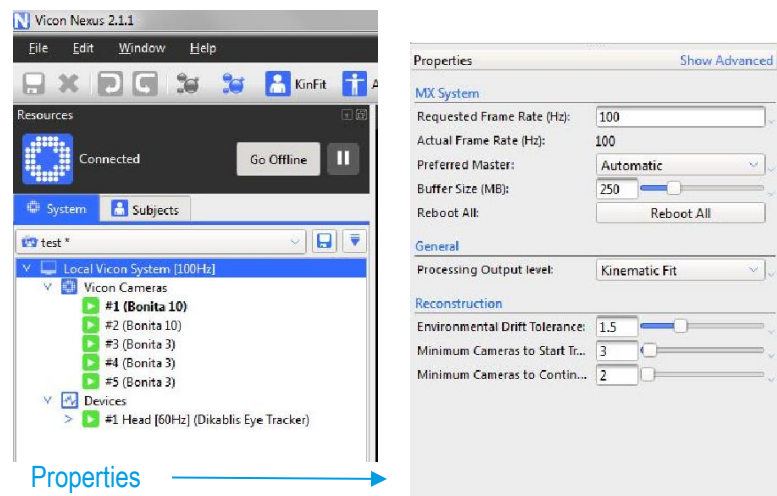 Vicon Nexus 2.1.1
File Edit Window Help
KinFit A
Resources
Connected
Go Offline
System Subjects
test *
Local Vicon System [100Hz]
Vicon Cameras
#1 (Bonita 10)
#2 (Bonita 10)
#3 (Bonita 3)
#4 (Bonita 3)
#5 (Bonita 3)
Devices
#1 Head [60Hz] (Dikablis Eye Tracker)
Properties
Properties Show Advanced
MX System
Requested Frame Rate (Hz): 100
Actual Frame Rate (Hz): 100
Preferred Master: Automatic
Buffer Size (MB): 250
Reboot All: Reboot All
General
Processing Output level: Kinematic Fit
Reconstruction
Environmental Drift Tolerance: 1.5
Minimum Cameras to Start Tr... 3
Minimum Cameras to Contin... 2